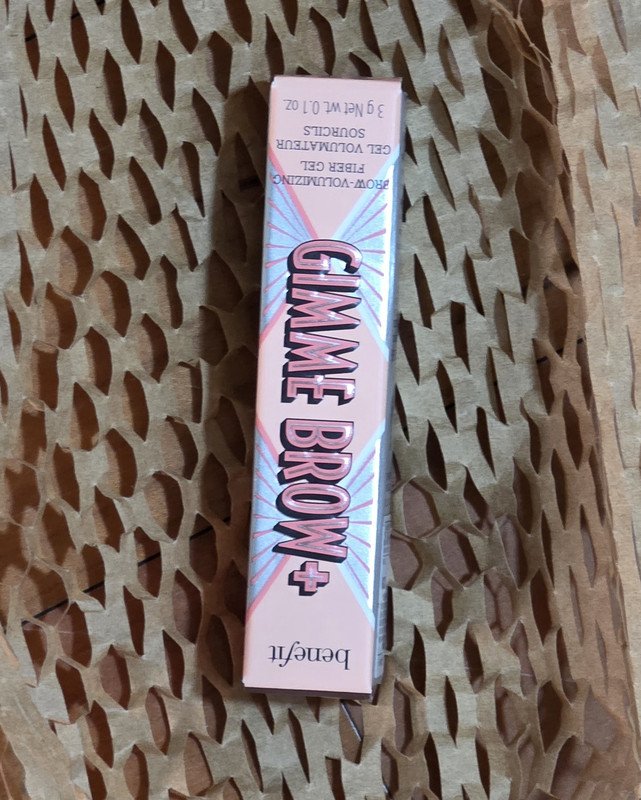 benefit
GIMME BROW+
BROW-VOLUMIZING
FIBER GEL
GEL VOLUMATEUR
SOURCILS
3 g Net wt. 0.1 oz.